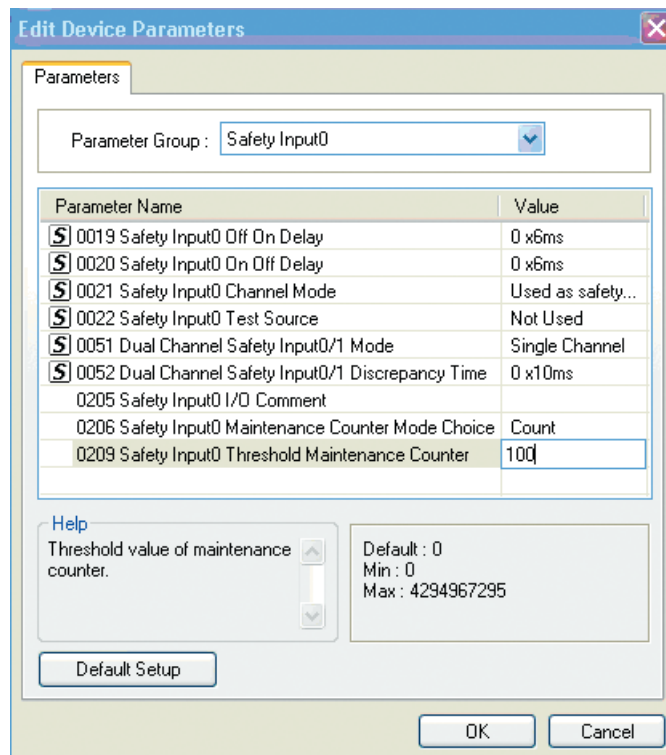 Edit Device Parameters
Parameters
Parameter Group : Safety Input0
Parameter Name Value
S 0019 Safety Input0 Off On Delay 0 x6ms
S 0020 Safety Input0 On Off Delay 0 x6ms
S 0021 Safety Input0 Channel Mode Used as safety...
S 0022 Safety Input0 Test Source Not Used
S 0051 Dual Channel Safety Input0/1 Mode Single Channel
S 0052 Dual Channel Safety Input0/1 Discrepancy Time 0 x10ms
0205 Safety Input0 I/O Comment
0206 Safety Input0 Maintenance Counter Mode Choice Count
0209 Safety Input0 Threshold Maintenance Counter 100
Help
Threshold value of maintenance
counter.
Default : 0
Min : 0
Max : 4294967295
Default Setup
OK Cancel